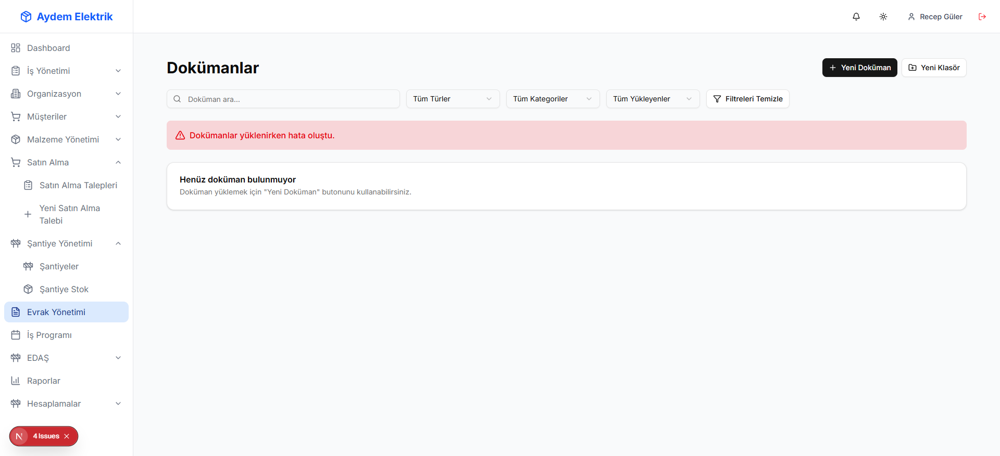 Aydem Elektrik
Recep Güler
Dashboard
İş Yönetimi
Organizasyon
Müşteriler
Malzeme Yönetimi
Satın Alma
Satın Alma Talepleri
Yeni Satın Alma
Talebi
Şantiye Yönetimi
Şantiyeler
Şantiye Stok
Evrak Yönetimi
İş Programı
EDAŞ
Raporlar
Hesaplamalar
N 4 Issues
Dokümanlar
Yeni Doküman
Yeni Klasör
Doküman ara...
Tüm Türler
Tüm Kategoriler
Tüm Yükleyenler
Filtreleri Temizle
Dokümanlar yüklenirken hata oluştu.
Henüz doküman bulunmuyor
Doküman yüklemek için "Yeni Doküman" butonunu kullanabilirsiniz.